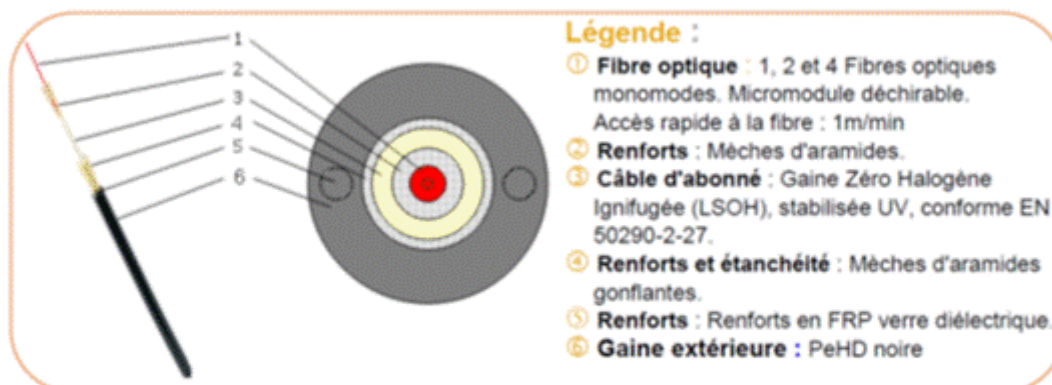 1
2
3
4
5
6
Légende :
① Fibre optique : 1, 2 et 4 Fibres optiques
monomodes. Micromodule déchirable.
Accès rapide à la fibre : 1m/min
② Renforts : Mèches d'aramides.
③ Câble d'abonné : Gaine Zéro Halogène
Ignifugée (LSOH), stabilisée UV, conforme EN
50290-2-27.
④ Renforts et étanchéité : Mèches d'aramides
gonflantes.
⑤ Renforts : Renforts en FRP verre diélectrique.
⑥ Gaine extérieure : PeHD noire